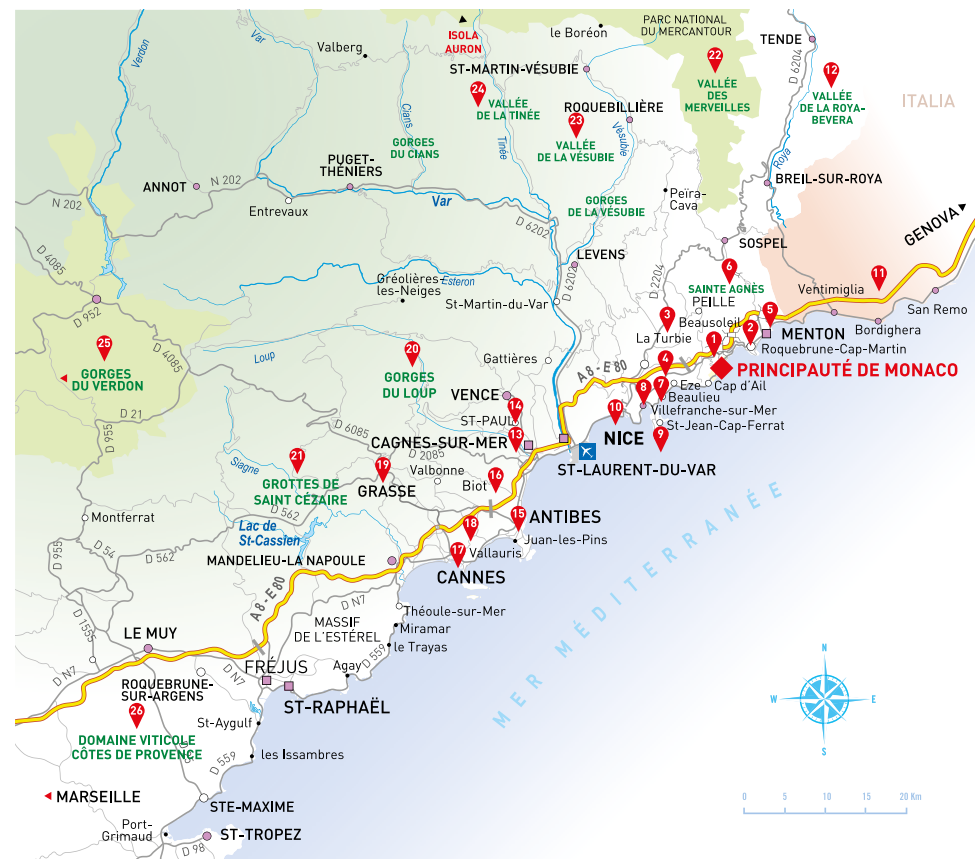 Verdon
Var
Valberg
ISOLA
AURON
le Boréon
PARC NATIONAL
DU MERCANTOUR
TENDE
D 6204
ST-MARTIN-VÉSUBIE
22
12
VALLÉE
DES
MERVEILLES
VALLÉE
DE LA ROYA-
BEVERA
ITALIA
24
VALLÉE
DE LA TINÉE
ROQUEBILLIÈRE
23
VALLÉE
DE LA VÉSUBIE
Vésubie
Cians
Tinée
GORGES
DU CIANS
Roya
PUGET-
THÉNIERS
ANNOT
N 202
N 202
Entrevaux
Var
D 6202
GORGES
DE LA VÉSUBIE
Peïra-
Cava
BREIL-SUR-ROYA
GENOVA
D 4085
LEVENS
SOSPEL
D 6202
D 2204
Gréolières
les-Neiges
Esteron
St-Martin-du-Var
6
SAINTE AGNÈS
PEILLE
11
Ventimiglia
San Remo
D 952
3
Beausoleil
5
Bordighera
La Turbie
1
2
MENTON
Roquebrune-Cap-Martin
25
GORGES
DU VERDON
D 4085
Loup
20
GORGES
DU LOUP
Gattières
A 8 - E 80
4
PRINCIPAUTÉ DE MONACO
Eze
Cap d'Ail
7
Beaulieu
8
Villefranche-sur-Mer
D 21
VENCE
14
ST-PAUL
10
St-Jean-Cap-Ferrat
NICE
9
D 955
D 6085
D 2085
CAGNES-SUR-MER
13
ST-LAURENT-DU-VAR
21
GROTTES DE
SAINT CÉZAIRE
Siagne
19
GRASSE
Valbonne
16
Biot
D 562
Montferrat
Lac de
St-Cassien
15
ANTIBES
18
Juan-les-Pins
D 955
D 54
D 562
MANDELIEU-LA NAPOULE
17
Vallauris
CANNES
A 8 - E 80
D N7
Théoule-sur-Mer
MASSIF
DE L'ESTÉREL
Miramar
le Trayas
D 1555
LE MUY
D 559
FRÉJUS
Agay
D N7
D N7
ROQUEBRUNE-
SUR-ARGENS
ST-RAPHAËL
26
St-Aygulf
DOMAINE VITICOLE
CÔTES DE PROVENCE
les Issambres
D 559
MARSEILLE
STE-MAXIME
Port-
Grimaud
ST-TROPEZ
D 98
MER MÉDITERRANÉE
N
W
E
S
0 5 10 15 20 Km